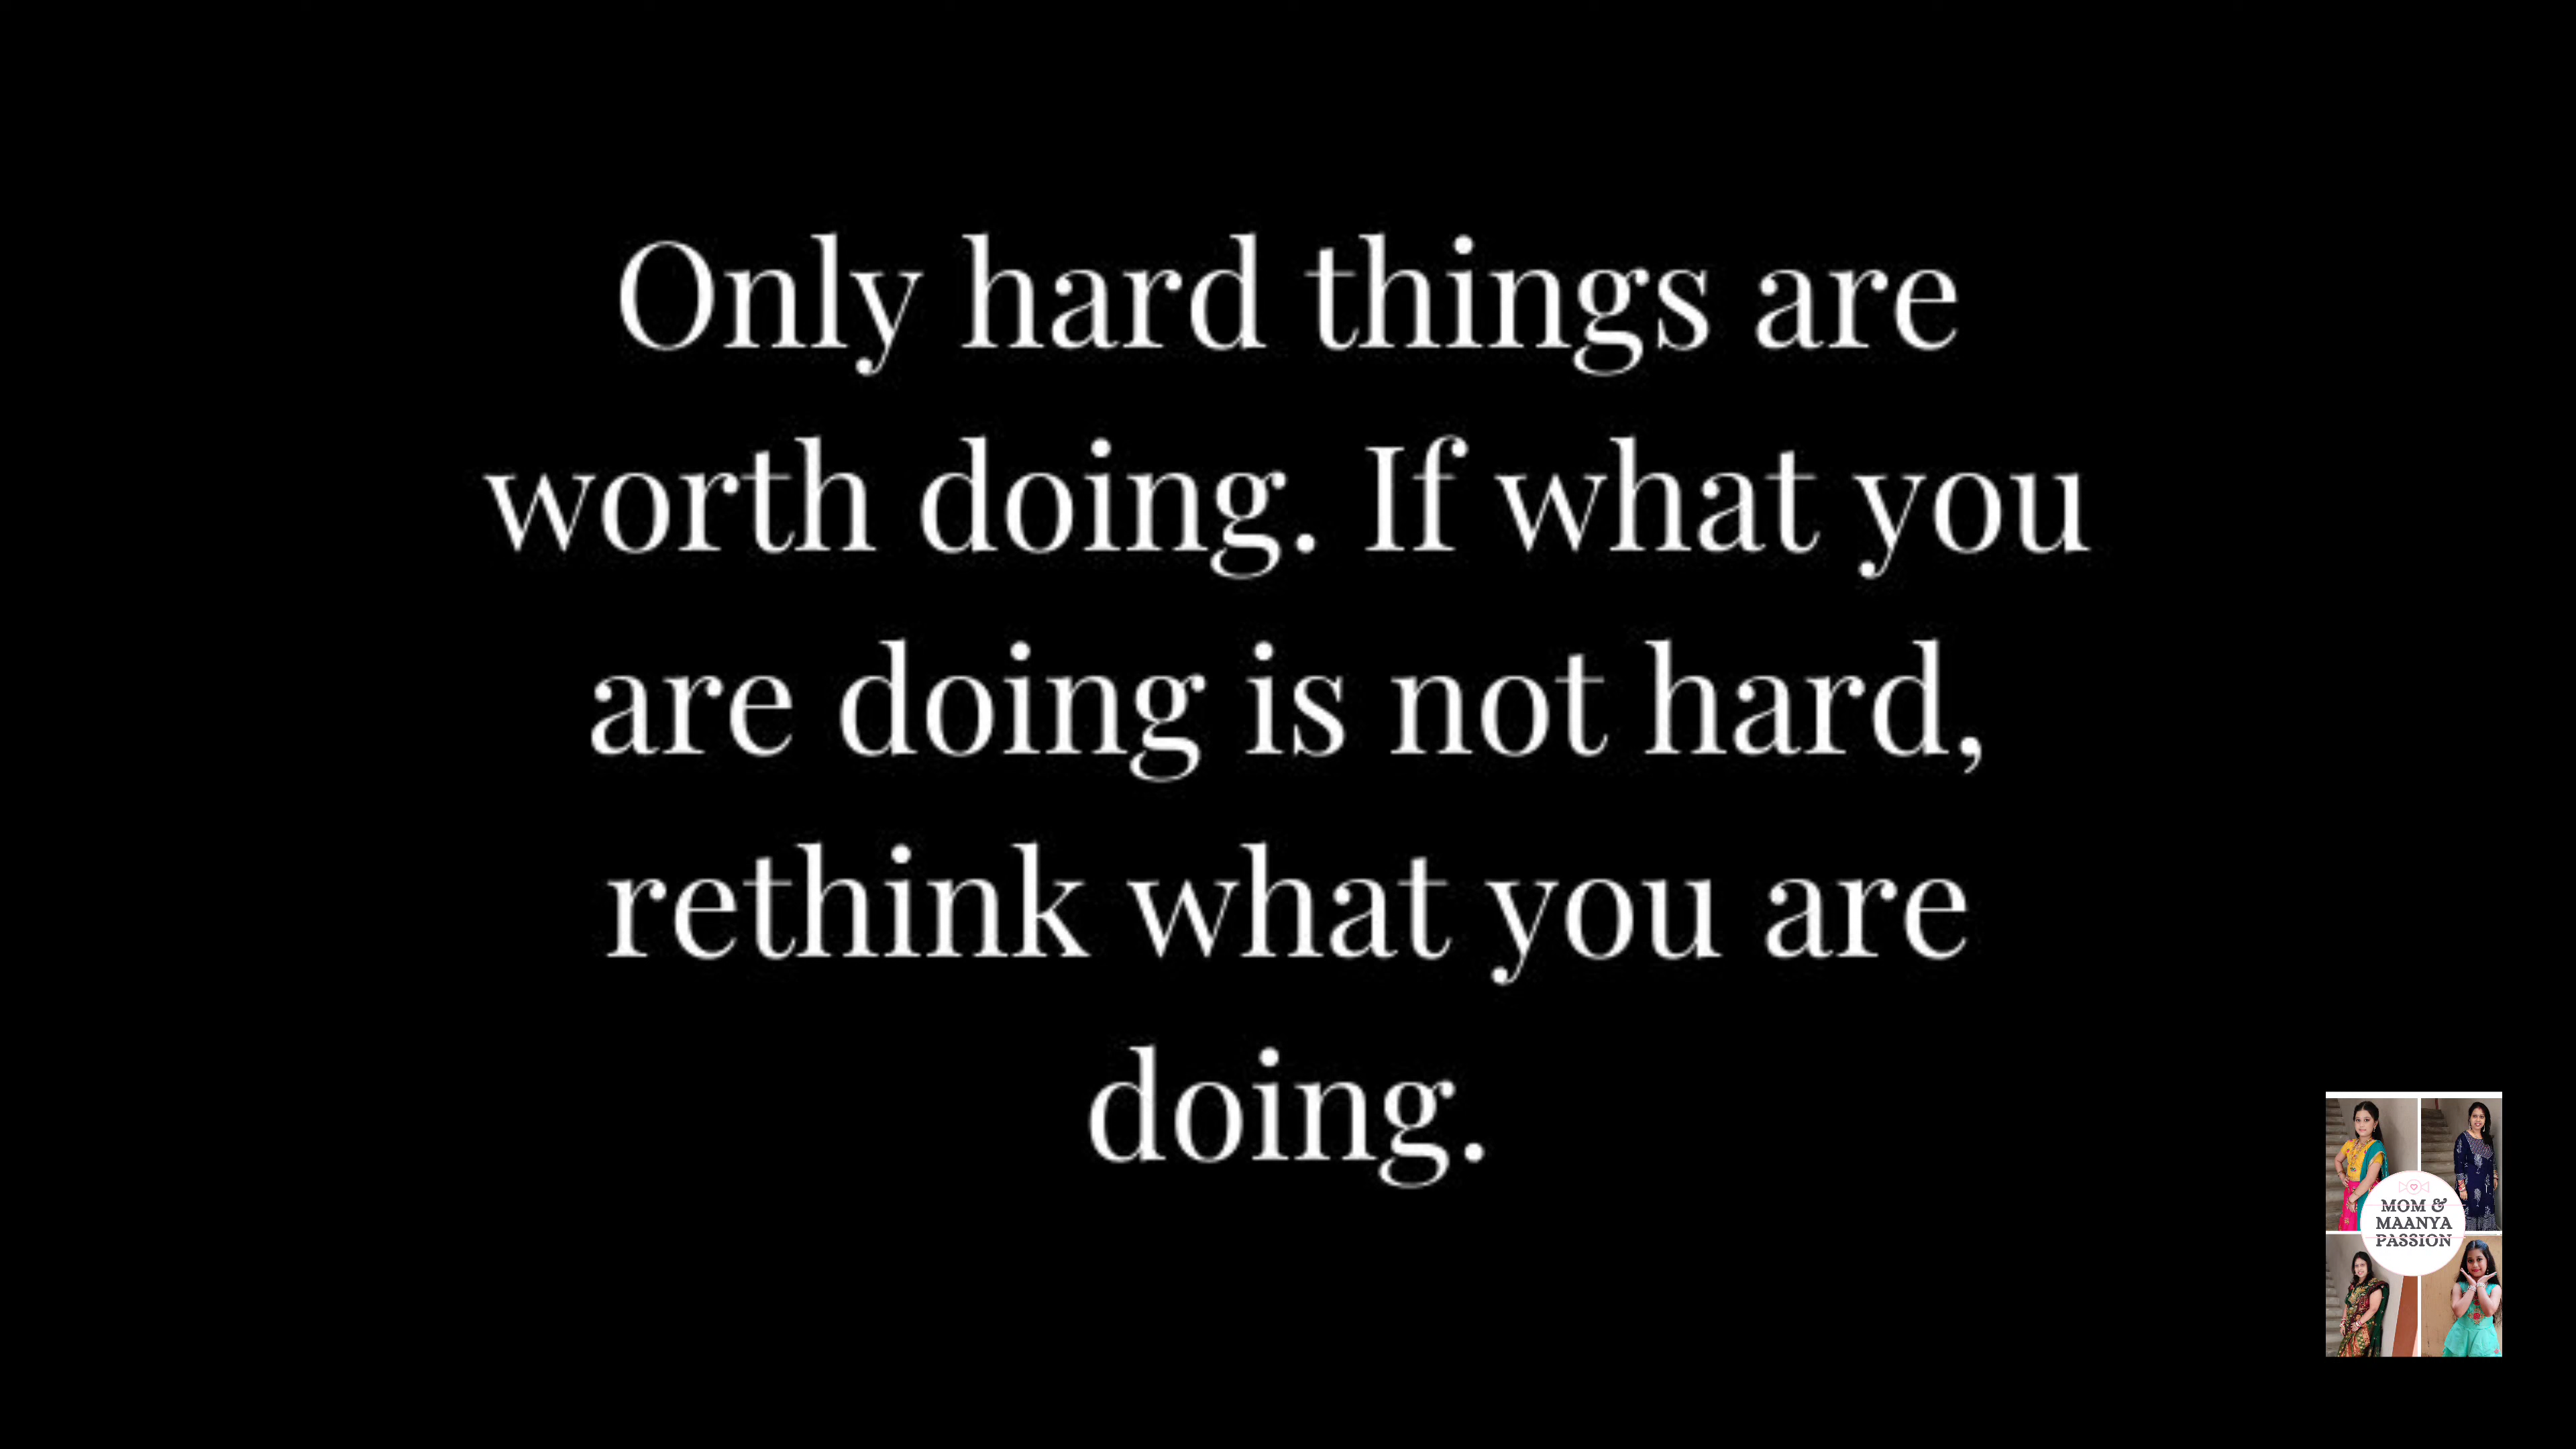 Only hard things are
worth doing. If what you
are doing is not hard,
rethink what you are
doing.
MOM &
MAANYA
PASSION